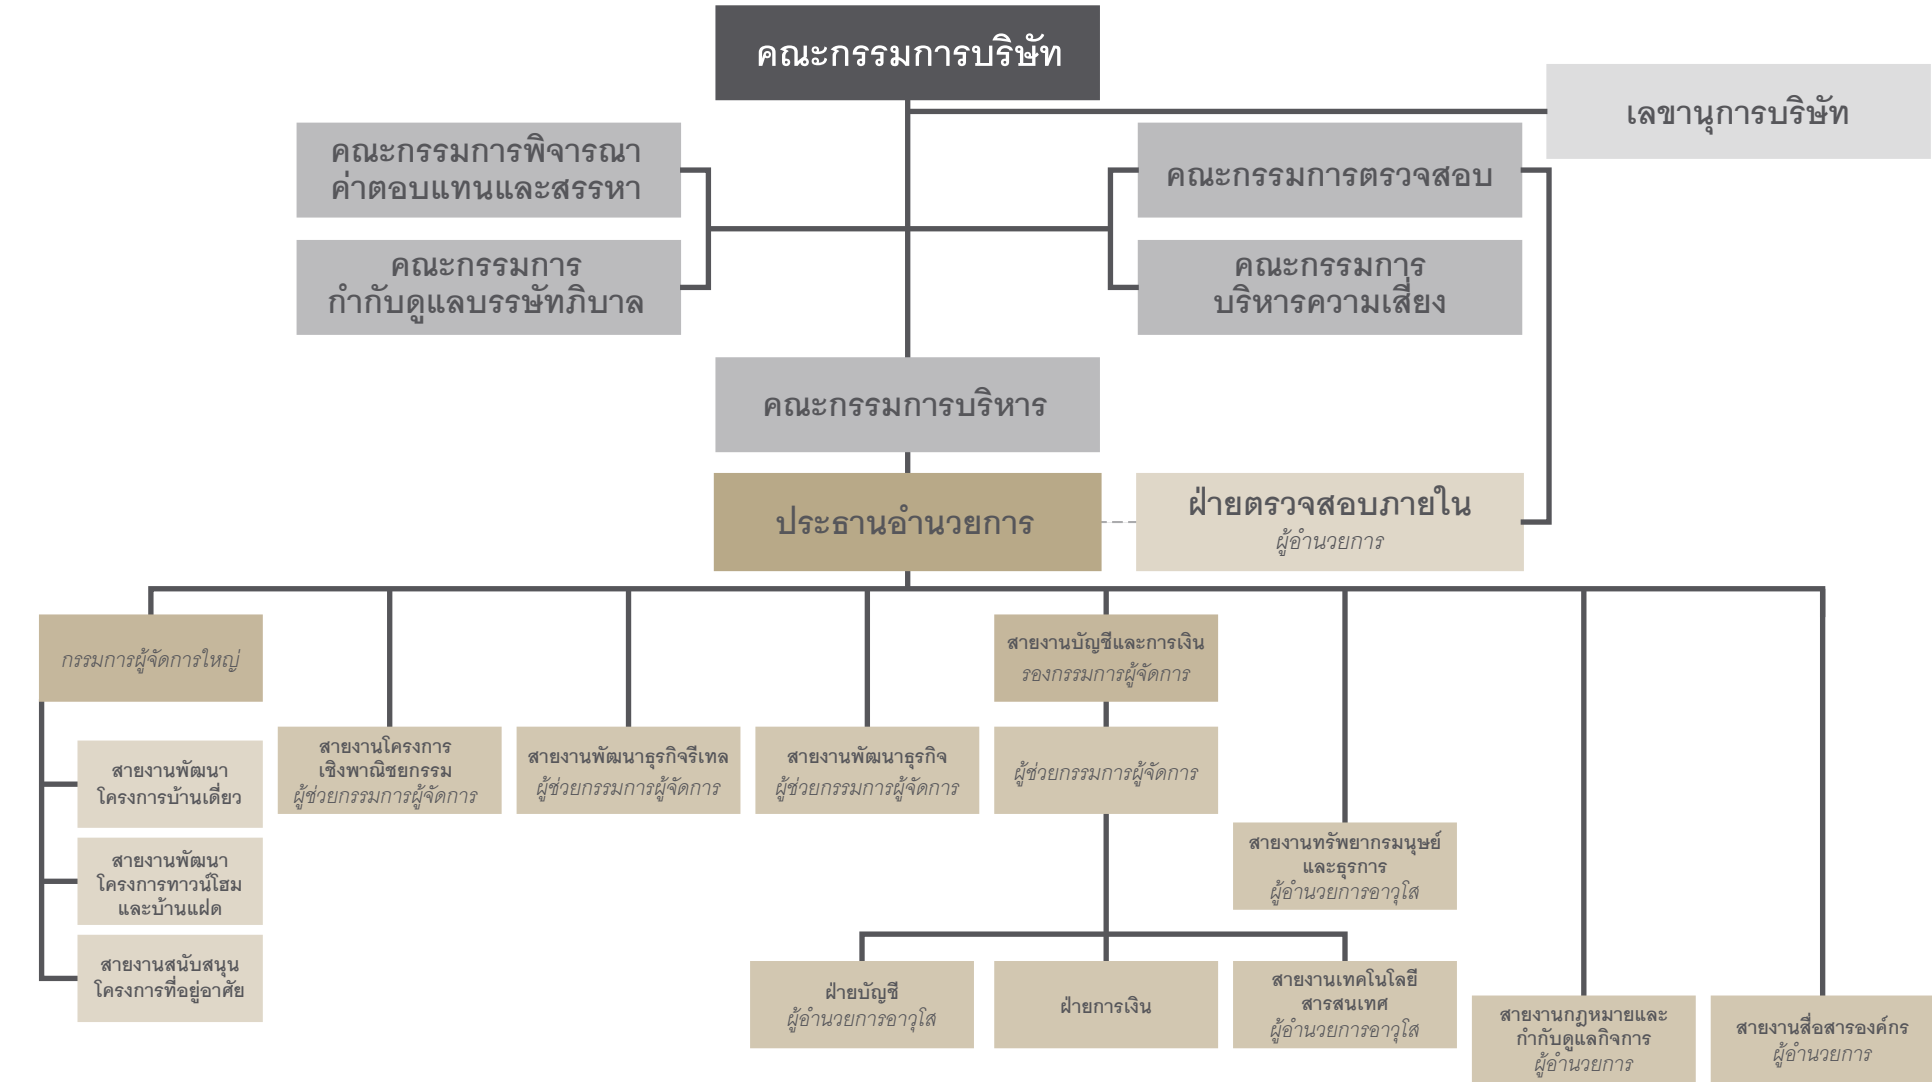 คณะกรรมการบริษัท
เลขานุการบริษัท
คณะกรรมการพิจารณา
ค่าตอบแทนและสรรหา
คณะกรรมการตรวจสอบ
คณะกรรมการ
กำกับดูแลบรรษัทภิบาล
คณะกรรมการ
บริหารความเสี่ยง
คณะกรรมการบริหาร
ประธานอำนวยการ
ฝ่ายตรวจสอบภายใน
ผู้อำนวยการ
กรรมการผู้จัดการใหญ่
สายงานพัฒนา
โครงการบ้านเดี่ยว
สายงานพัฒนา
โครงการทาวน์โฮม
และบ้านแฝด
สายงานสนับสนุน
โครงการที่อยู่อาศัย
สายงานโครงการ
เชิงพาณิชยกรรม
ผู้ช่วยกรรมการผู้จัดการ
สายงานพัฒนาธุรกิจรีเทล
ผู้ช่วยกรรมการผู้จัดการ
สายงานพัฒนาธุรกิจ
ผู้ช่วยกรรมการผู้จัดการ
สายงานบัญชีและการเงิน
รองกรรมการผู้จัดการ
ผู้ช่วยกรรมการผู้จัดการ
ฝ่ายบัญชี
ผู้อำนวยการอาวุโส
ฝ่ายการเงิน
สายงานเทคโนโลยี
สารสนเทศ
ผู้อำนวยการอาวุโส
สายงานทรัพยากรมนุษย์
และธุรการ
ผู้อำนวยการอาวุโส
สายงานกฎหมายและ
กำกับดูแลกิจการ
ผู้อำนวยการ
สายงานสื่อสารองค์กร
ผู้อำนวยการ